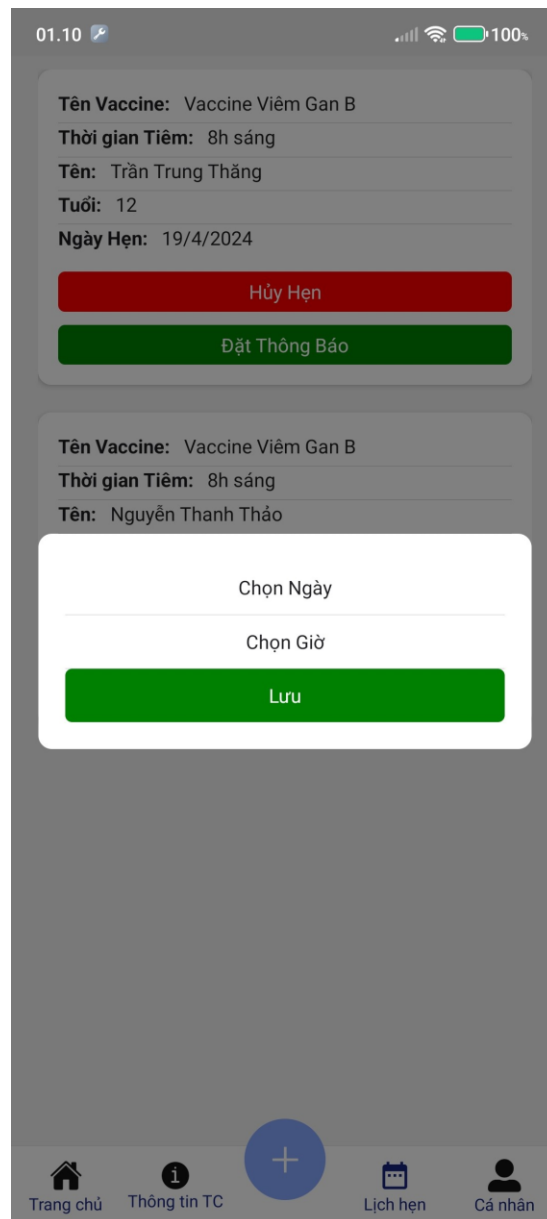 01.10 100%
Tên Vaccine: Vaccine Viêm Gan B
Thời gian Tiêm: 8h sáng
Tên: Trần Trung Thăng
Tuổi: 12
Ngày Hẹn: 19/4/2024
Hủy Hẹn
Đặt Thông Báo
Tên Vaccine: Vaccine Viêm Gan B
Thời gian Tiêm: 8h sáng
Tên: Nguyễn Thanh Thảo
Chọn Ngày
Chọn Giờ
Lưu
Trang chủ Thông tin TC Lịch hẹn Cá nhân